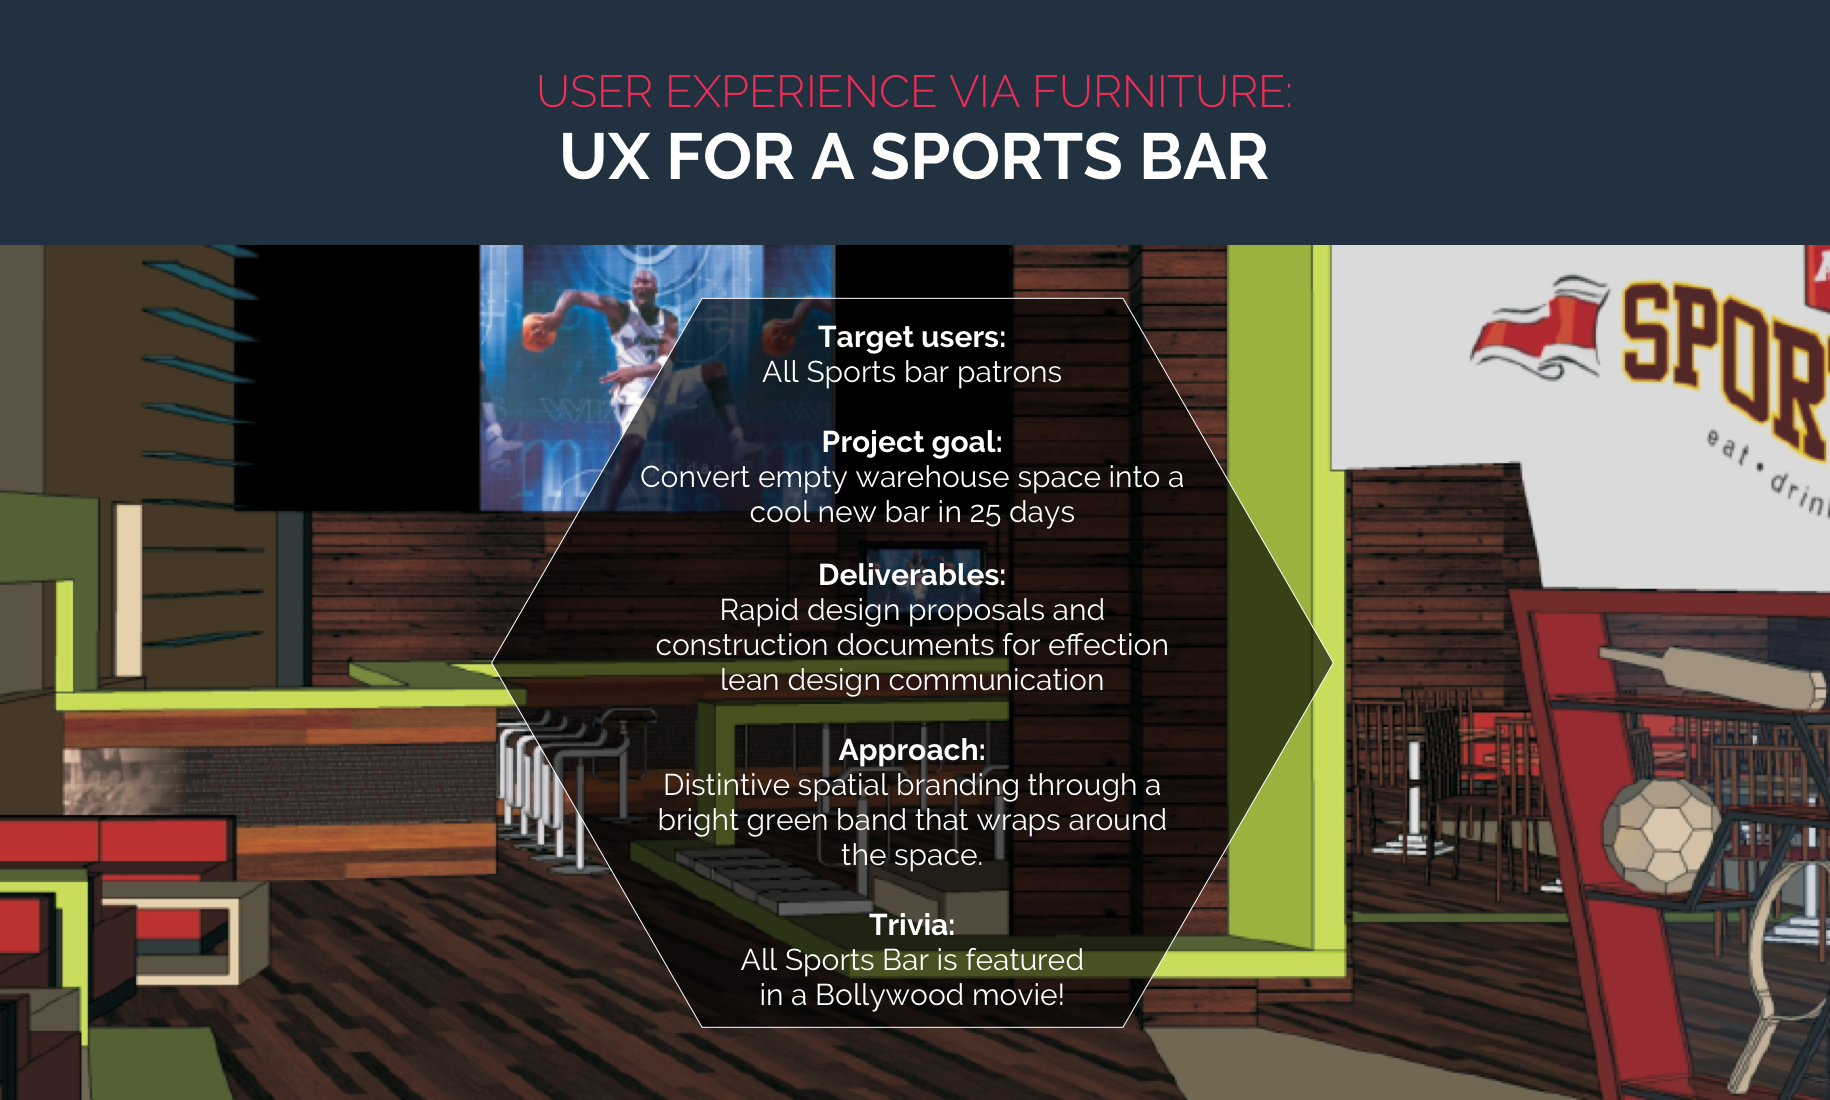 USER EXPERIENCE VIA FURNITURE:
UX FOR A SPORTS BAR
Target users:
All Sports bar patrons
Project goal:
Convert empty warehouse space into a
cool new bar in 25 days
Deliverables:
Rapid design proposals and
construction documents for effection
lean design communication
Approach:
Distintive spatial branding through a
bright green band that wraps around
the space.
Trivia:
All Sports Bar is featured
in a Bollywood movie!
SPOR
eat • drin